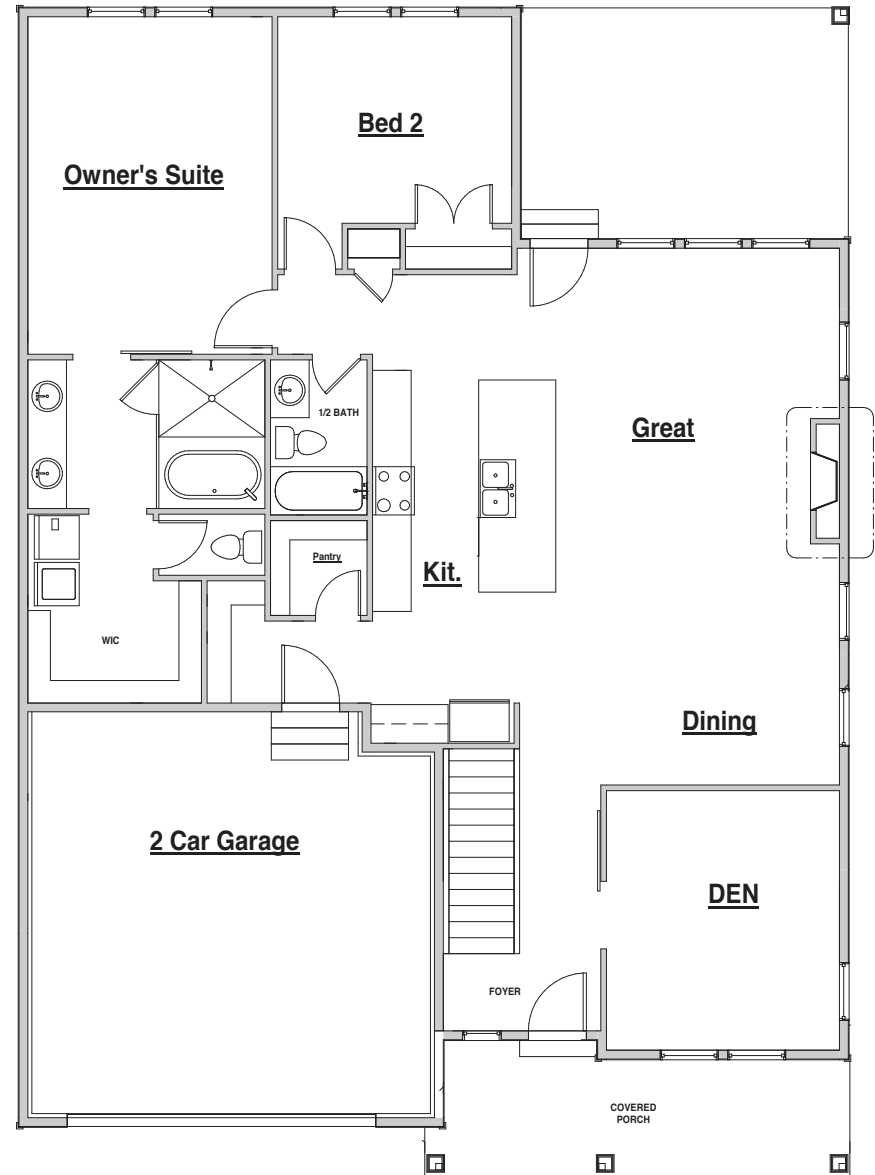 Bed 2
Owner's Suite
1/2 BATH
Great
Pantry
Kit.
WIC
Dining
2 Car Garage
DEN
FOYER
COVERED
PORCH